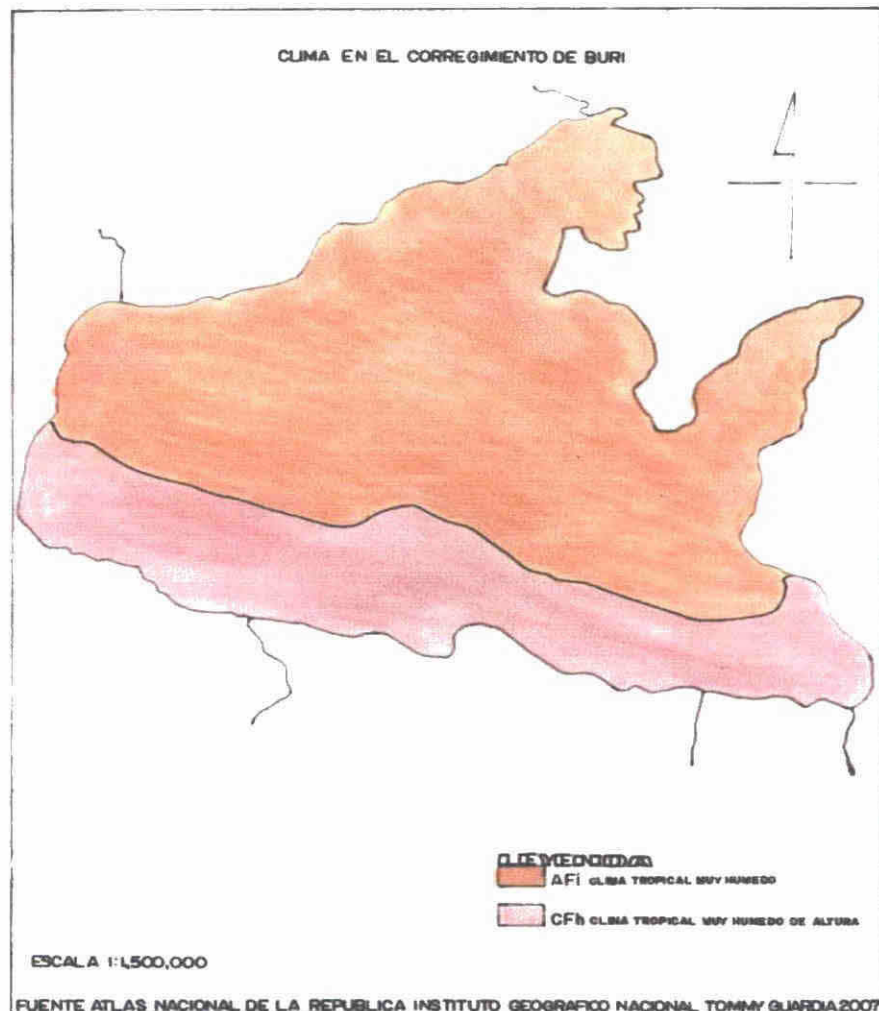 CLIMA EN EL CORREGIMIENTO DE BURI
AFi CLIMA TROPICAL MUY HUMEDO
CFh CLIMA TROPICAL MUY HUMEDO DE ALTURA
ESCALA 1:1,500,000
FUENTE ATLAS NACIONAL DE LA REPUBLICA INSTITUTO GEOGRAFICO NACIONAL TOMMY GUARDIA 2007